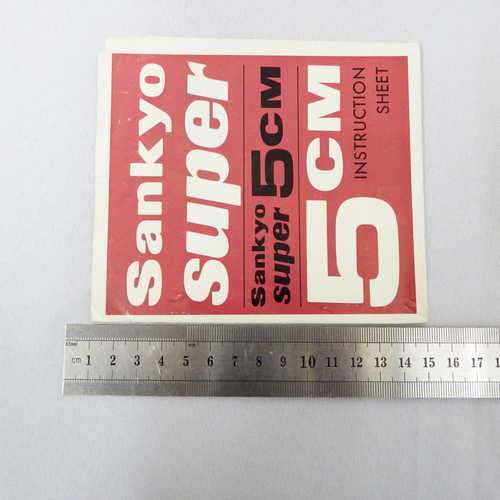 Sankyo
super
Sankyo
super
5CM
5CM
INSTRUCTION
SHEET
cm 1 2 3 4 5 6 7 8 9 10 11 12 13 14 15 16 17